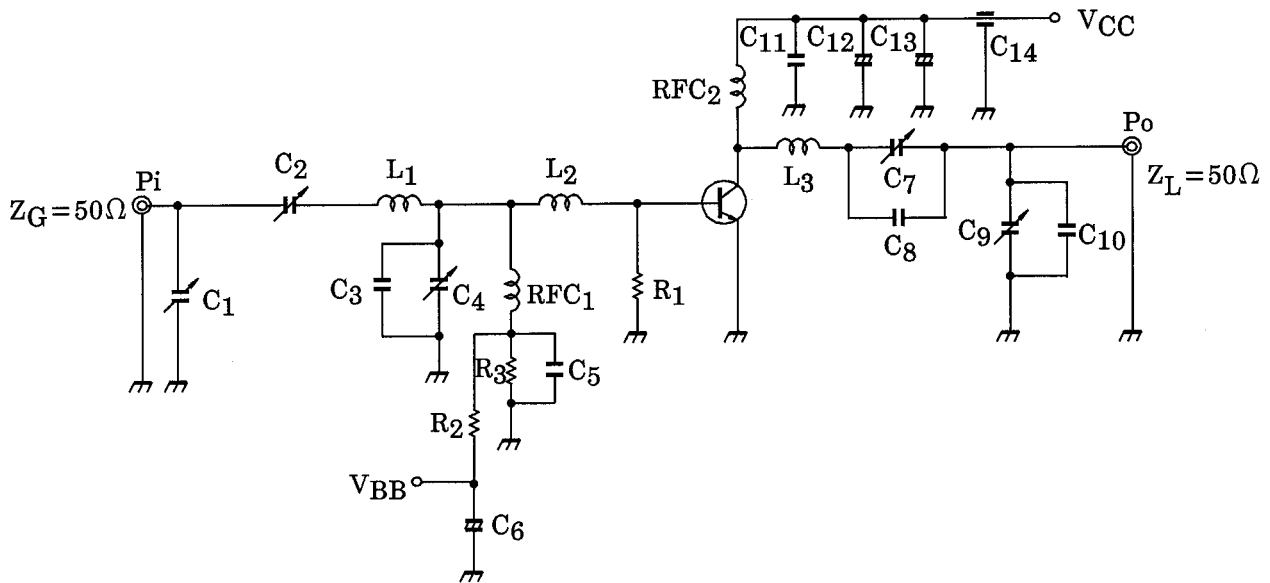 C11 C12 C13 C14 VCC
RFC2
Pi
ZG=50Ω
C2
L1
L2
L3
C7
C8
Po
ZL=50Ω
C1
C3
C4
RFC1
R1
C9
C10
R3
C5
R2
VBB
C6